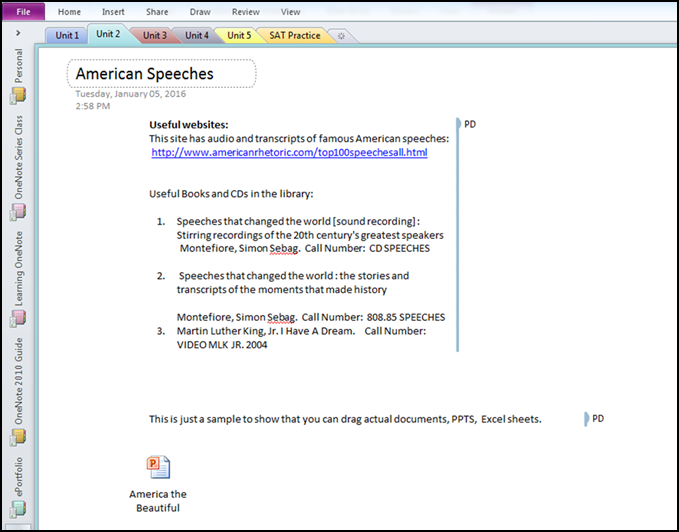 File Home Insert Share Draw Review View
Unit 1 Unit 2 Unit 3 Unit 4 Unit 5 SAT Practice
Personal
OneNote Series Class
Learning OneNote
OneNote 2010 Guide
ePortfolio
American Speeches
Tuesday, January 05, 2016
2:58 PM
Useful websites: PD
This site has audio and transcripts of famous American speeches:
http://www.americanrhetoric.com/top100speechesall.html
Useful Books and CDs in the library:
1. Speeches that changed the world [sound recording] :
Stirring recordings of the 20th century's greatest speakers
Montefiore, Simon Sebag. Call Number: CD SPEECHES
2. Speeches that changed the world : the stories and
transcripts of the moments that made history
Montefiore, Simon Sebag. Call Number: 808.85 SPEECHES
3. Martin Luther King, Jr. I Have A Dream. Call Number:
VIDEO MLK JR. 2004
This is just a sample to show that you can drag actual documents, PPTS, Excel sheets. PD
America the
Beautiful